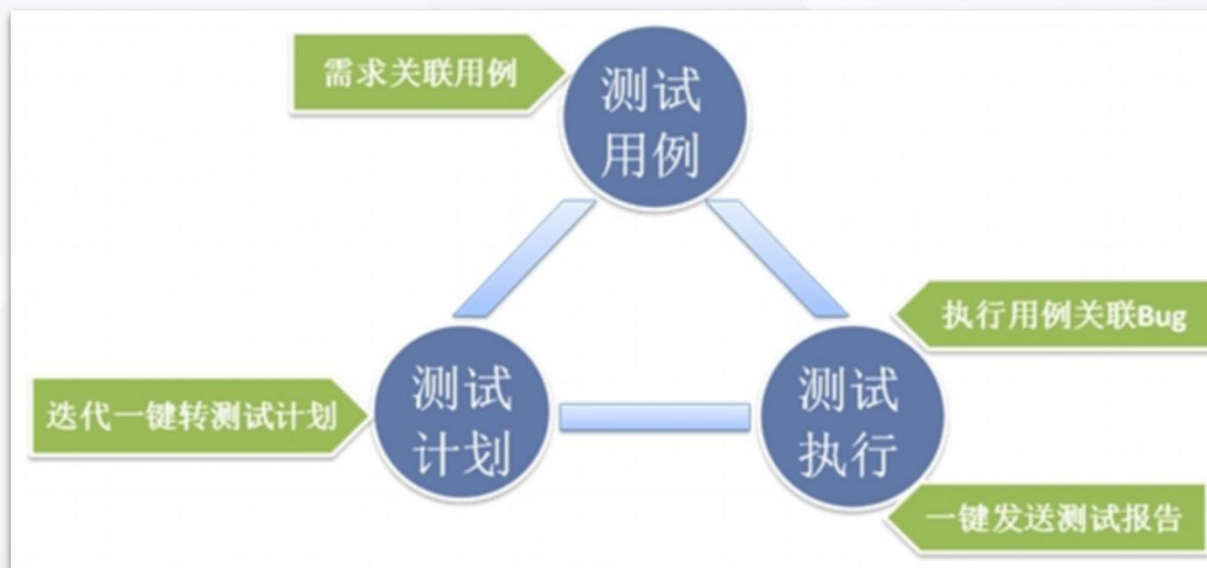 需求关联用例
测试
用例
执行用例关联Bug
测试
计划
测试
执行
迭代一键转测试计划
一键发送测试报告